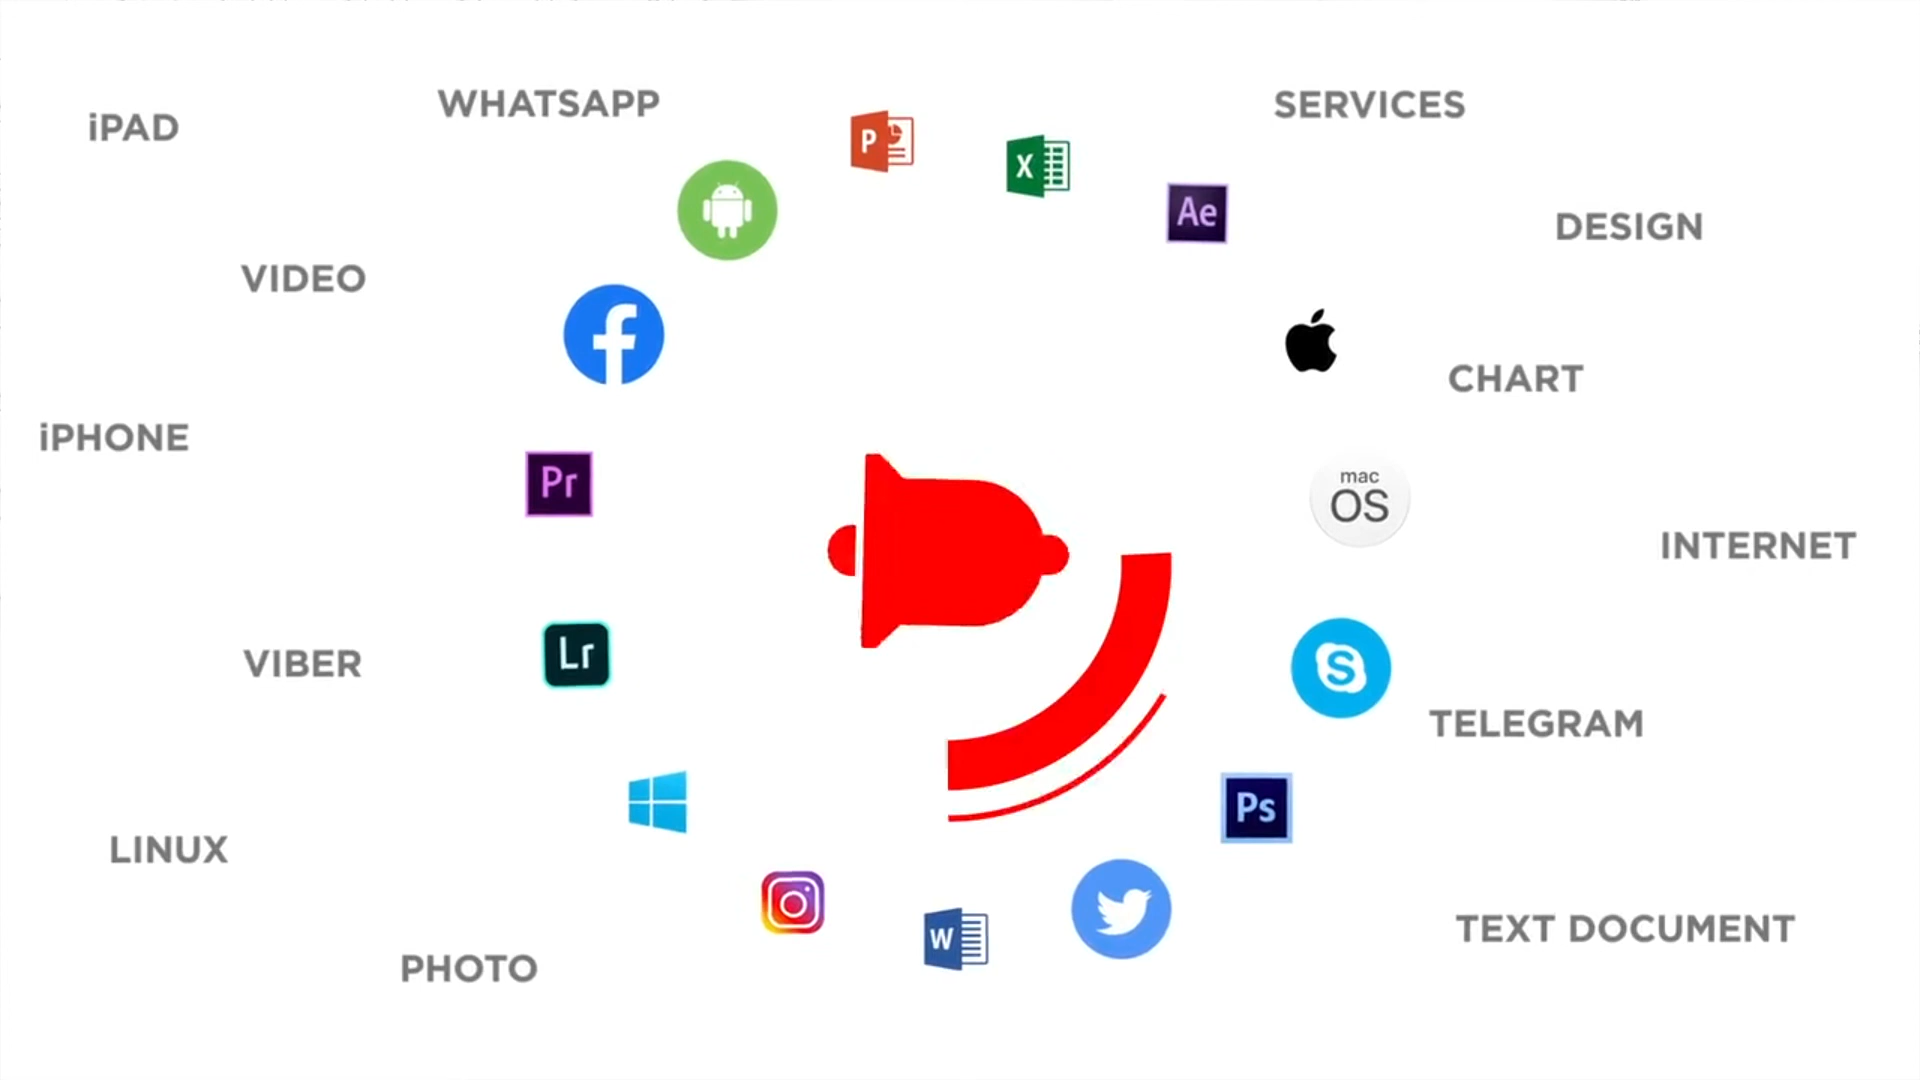 WHATSAPP
SERVICES
iPAD
P
X
Ae
DESIGN
VIDEO
f
CHART
iPHONE
Pr
mac
OS
INTERNET
VIBER
Lr
S
TELEGRAM
Ps
LINUX
W
TEXT DOCUMENT
PHOTO